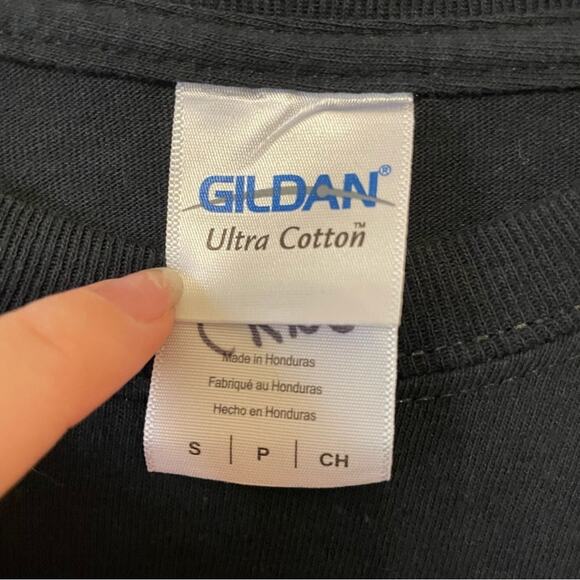 GILDAN®
Ultra Cotton™
Made in Honduras
Fabriqué au Honduras
Hecho en Honduras
S | P | CH